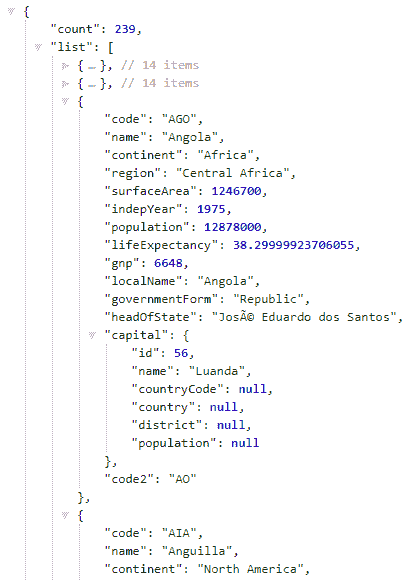 {
"count": 239,
"list": [
{ … }, // 14 items
{ … }, // 14 items
{
"code": "AGO",
"name": "Angola",
"continent": "Africa",
"region": "Central Africa",
"surfaceArea": 1246700,
"indepYear": 1975,
"population": 12878000,
"lifeExpectancy": 38.29999923706055,
"gnp": 6648,
"localName": "Angola",
"governmentForm": "Republic",
"headOfState": "JosÃ© Eduardo dos Santos",
"capital": {
"id": 56,
"name": "Luanda",
"countryCode": null,
"country": null,
"district": null,
"population": null
},
"code2": "AO"
},
{
"code": "AIA",
"name": "Anguilla",
"continent": "North America",